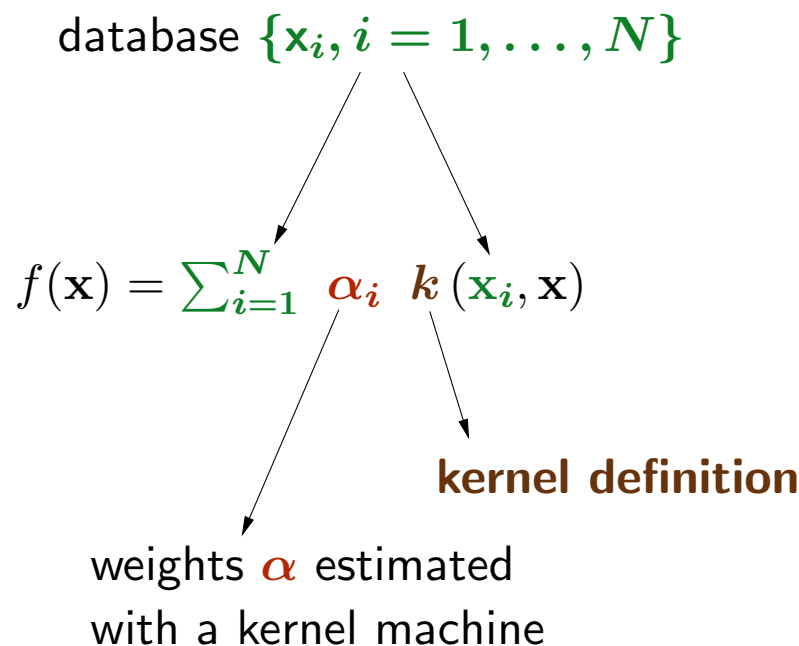 database {xᵢ, i = 1, . . . , N}
f(x) = ∑ᵢ₌₁ᴺ αᵢ k (xᵢ, x)
kernel definition
weights α estimated
with a kernel machine